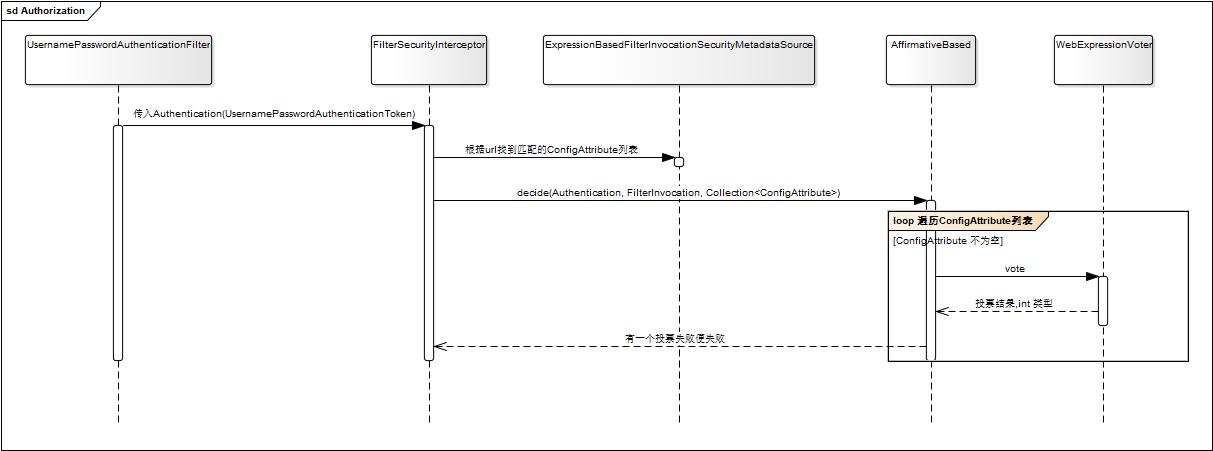 sd Authorization
UsernamePasswordAuthenticationFilter
FilterSecurityInterceptor
ExpressionBasedFilterInvocationSecurityMetadataSource
AffirmativeBased
WebExpressionVoter
传入Authentication(UsernamePasswordAuthenticationToken)
根据url找到匹配的ConfigAttribute列表
decide(Authentication, FilterInvocation, Collection<ConfigAttribute>)
loop 遍历ConfigAttribute列表
[ConfigAttribute 不为空]
vote
投票结果,int 类型
有一个投票失败便失败